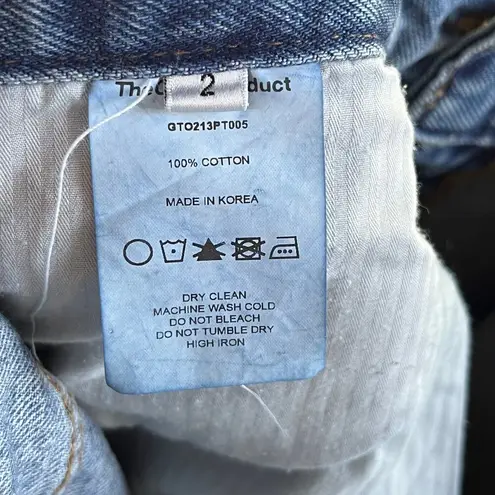 2
GTO213PT005
100% COTTON
MADE IN KOREA
DRY CLEAN
MACHINE WASH COLD
DO NOT BLEACH
DO NOT TUMBLE DRY
HIGH IRON